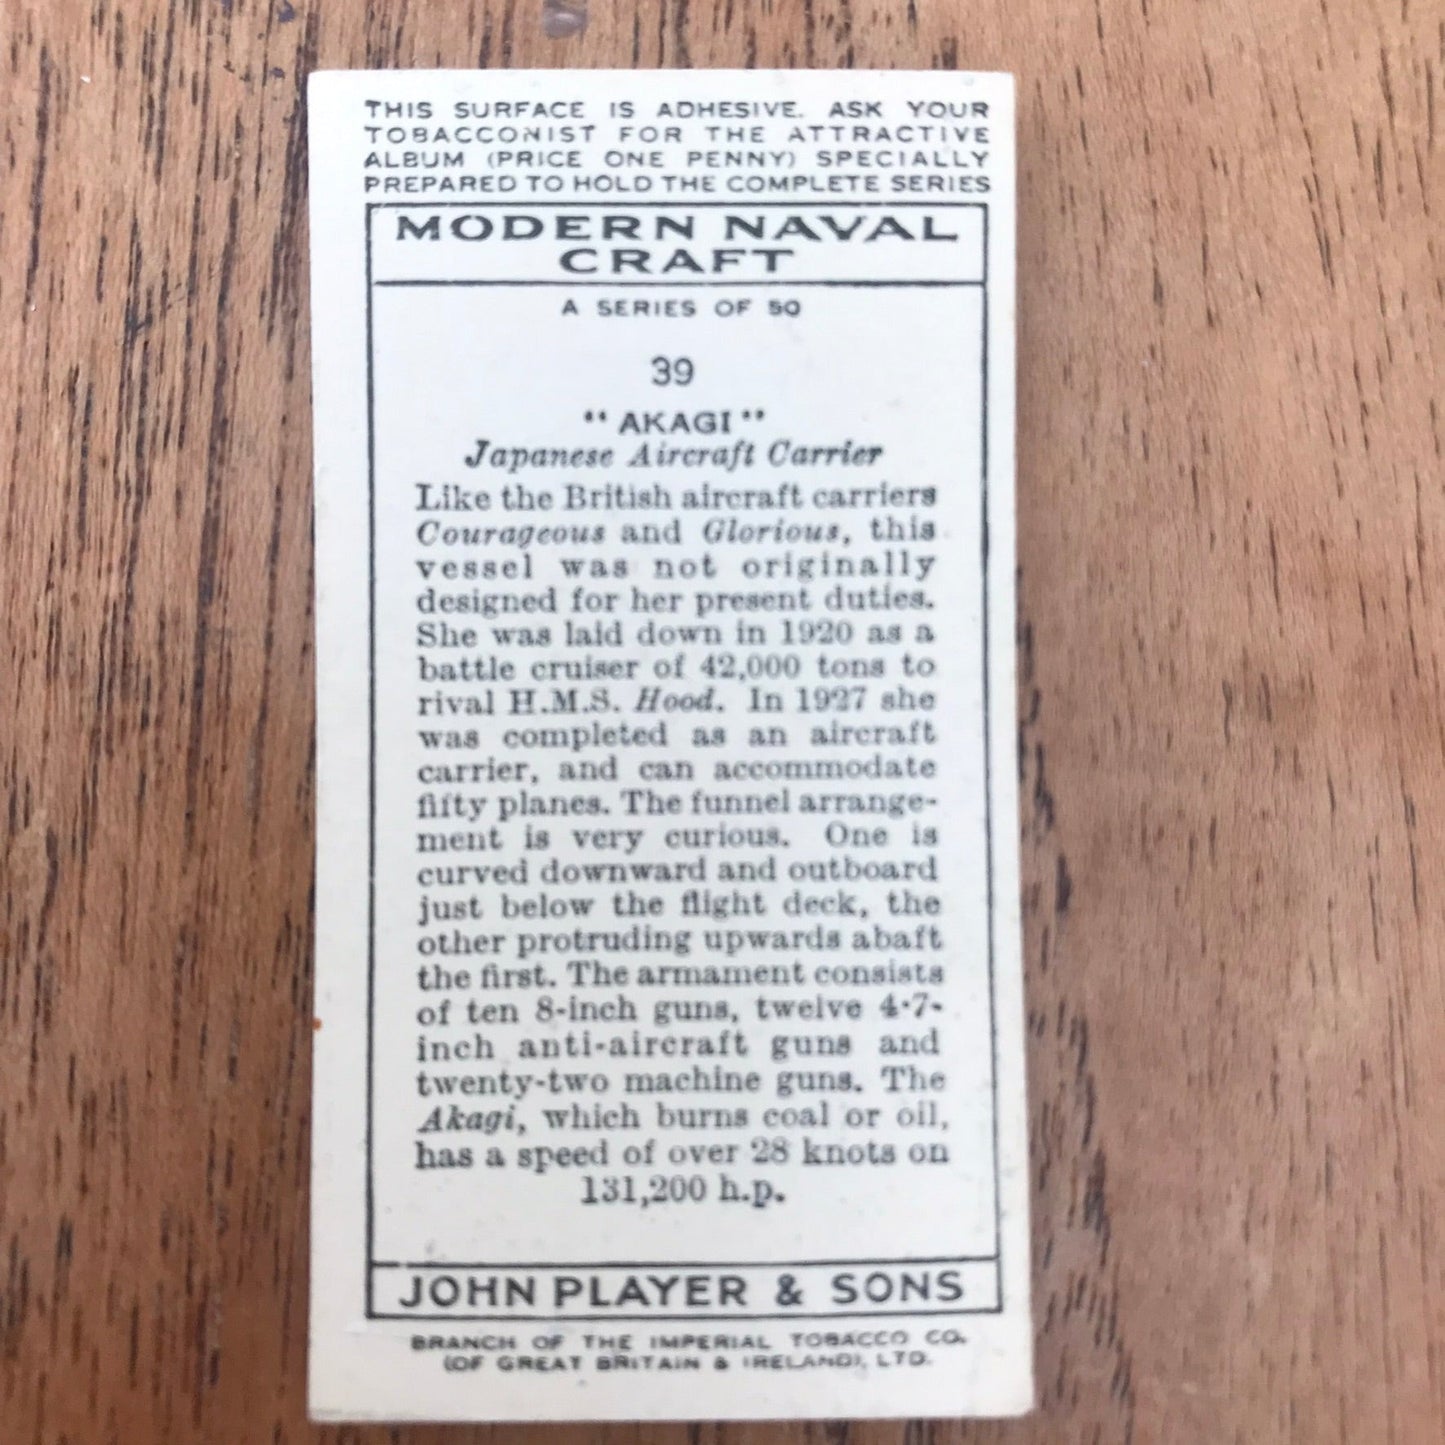 THIS SURFACE IS ADHESIVE. ASK YOUR
TOBACCONIST FOR THE ATTRACTIVE
ALBUM (PRICE ONE PENNY) SPECIALLY
PREPARED TO HOLD THE COMPLETE SERIES
MODERN NAVAL
CRAFT
A SERIES OF 50
39
"AKAGI"
Japanese Aircraft Carrier
Like the British aircraft carriers
Courageous and Glorious, this
vessel was not originally
designed for her present duties.
She was laid down in 1920 as a
battle cruiser of 42,000 tons to
rival H.M.S. Hood. In 1927 she
was completed as an aircraft
carrier, and can accommodate
fifty planes. The funnel arrange-
ment is very curious. One is
curved downward and outboard
just below the flight deck, the
other protruding upwards abaft
the first. The armament consists
of ten 8-inch guns, twelve 4·7-
inch anti-aircraft guns and
twenty-two machine guns. The
Akagi, which burns coal or oil,
has a speed of over 28 knots on
131,200 h.p.
JOHN PLAYER & SONS
BRANCH OF THE IMPERIAL TOBACCO CO.
(OF GREAT BRITAIN & IRELAND), LTD.